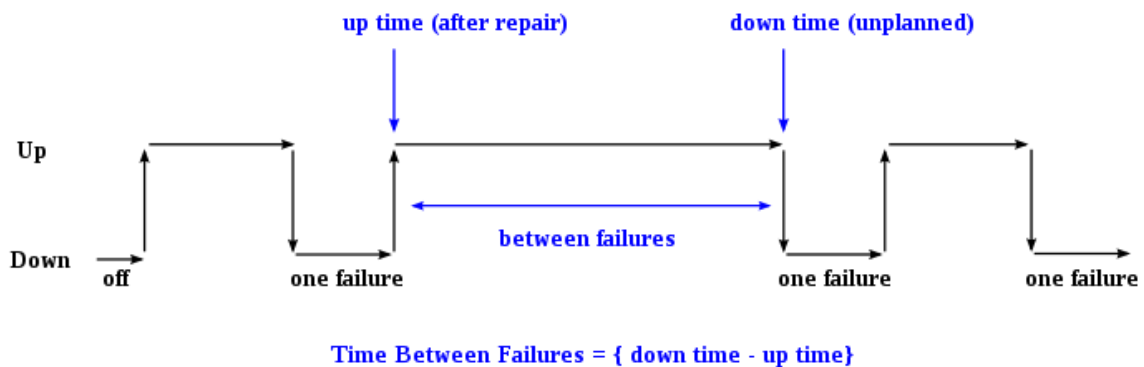 up time (after repair)
down time (unplanned)
Up
between failures
Down
off
one failure
one failure
one failure
Time Between Failures = { down time - up time}